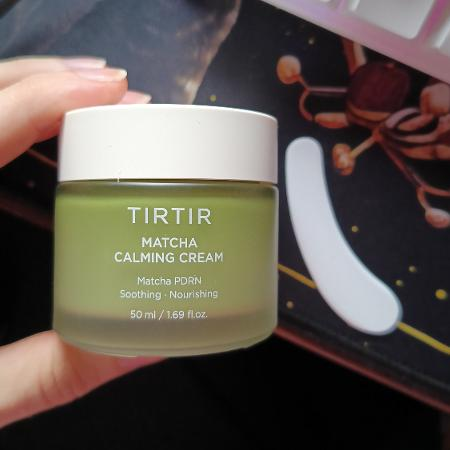 TIRTIR
MATCHA
CALMING CREAM
Matcha PDRN
Soothing · Nourishing
50 ml / 1.69 fl.oz.